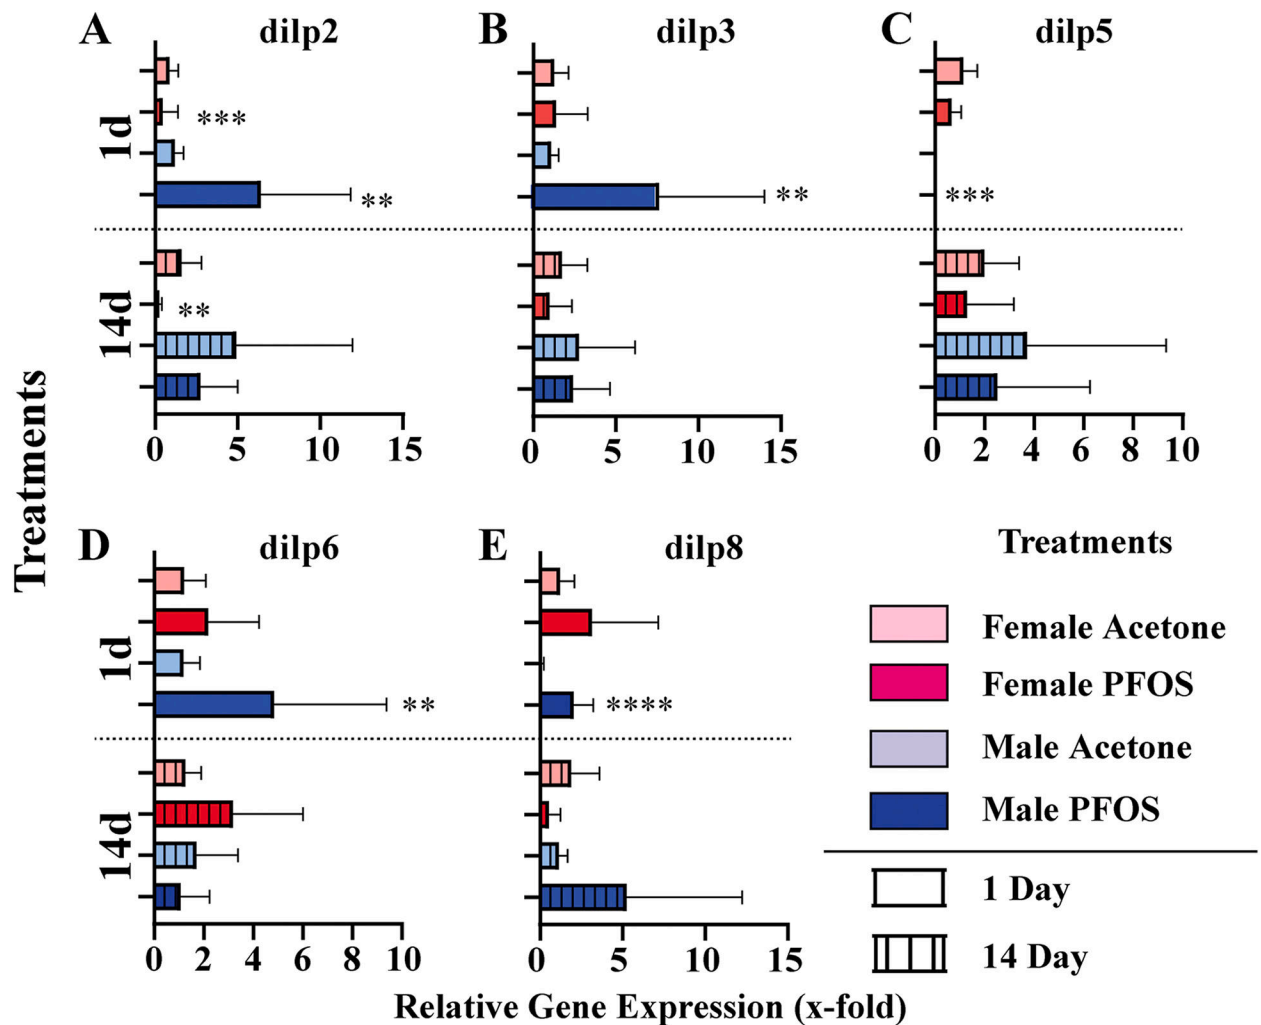 A dilp2
B dilp3
C dilp5
1d
***
**
**
***
14d
**
0 5 10 15
0 5 10 15
0 2 4 6 8 10
Treatments
D dilp6
E dilp8
1d
**
****
14d
0 2 4 6 8 10
0 5 10 15
Relative Gene Expression (x-fold)
Treatments
Female Acetone
Female PFOS
Male Acetone
Male PFOS
1 Day
14 Day